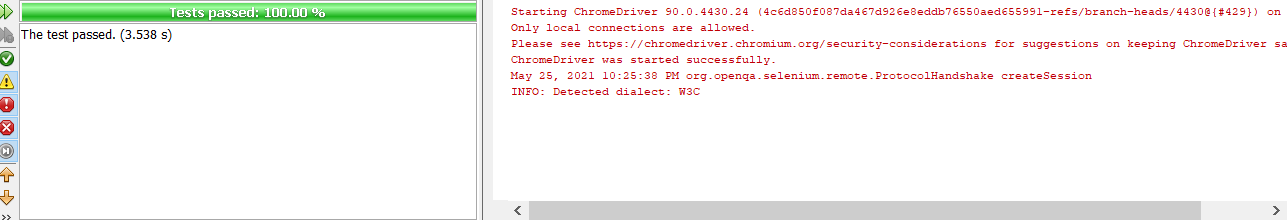 Tests passed: 100.00 %
The test passed. (3.538 s)
Starting ChromeDriver 90.0.4430.24 (4c6d850f087da467d926e8eddb76550aed655991-refs/branch-heads/4430@{#429}) on
Only local connections are allowed.
Please see https://chromedriver.chromium.org/security-considerations for suggestions on keeping ChromeDriver sa
ChromeDriver was started successfully.
May 25, 2021 10:25:38 PM org.openqa.selenium.remote.ProtocolHandshake createSession
INFO: Detected dialect: W3C